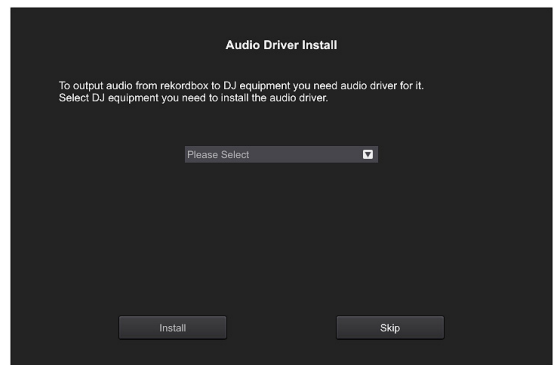 Audio Driver Install
To output audio from rekordbox to DJ equipment you need audio driver for it.
Select DJ equipment you need to install the audio driver.
Please Select
Install
Skip